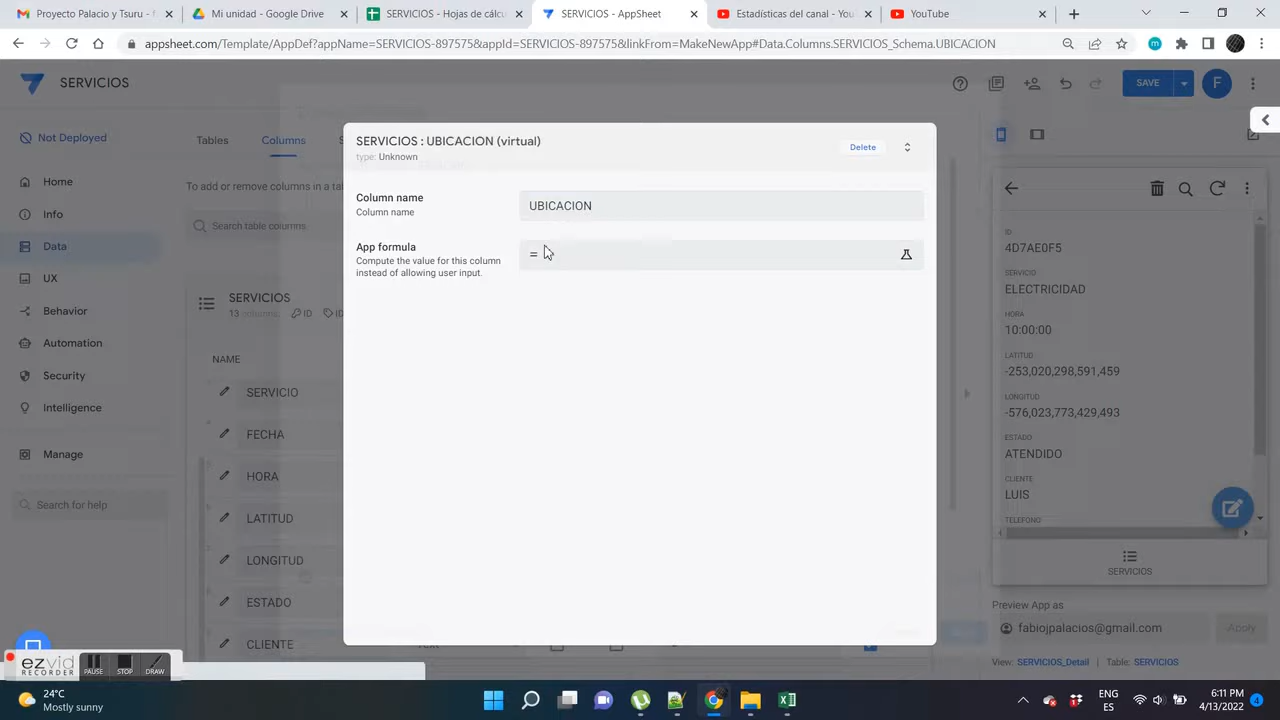 Proyecto Palacio y Tsuru - m
Mi unidad - Google Drive
SERVICIOS - Hojas de cálcu
SERVICIOS - AppSheet
Estadísticas del canal - You
YouTube
appsheet.com/Template/AppDef?appName=SERVICIOS-897575&appId=SERVICIOS-897575&linkFrom=MakeNewApp#Data.Columns.SERVICIOS_Schema.UBICACION
SERVICIOS
SAVE
F
Not Deployed
Home
Info
Data
UX
Behavior
Automation
Security
Intelligence
Manage
Search for help
Tables
Columns
S
To add or remove columns in a tab
Search table columns
SERVICIOS
13 columns:
ID
ID
NAME
SERVICIO
FECHA
HORA
LATITUD
LONGITUD
ESTADO
CLIENTE
SERVICIOS : UBICACION (virtual)
type: Unknown
Delete
Column name
Column name
UBICACION
App formula
Compute the value for this column
instead of allowing user input.
=
ID
4D7AE0F5
SERVICIO
ELECTRICIDAD
HORA
10:00:00
LATITUD
-253,020,298,591,459
LONGITUD
-576,023,773,429,493
ESTADO
ATENDIDO
CLIENTE
LUIS
TELEFONO
SERVICIOS
Preview App as
fabiojpalacios@gmail.com
Apply
View: SERVICIOS_Detail | Table: SERVICIOS
ezvid
RECORDER
PAUSE
STOP
DRAW
24°C
Mostly sunny
ENG
ES
6:11 PM
4/13/2022
4